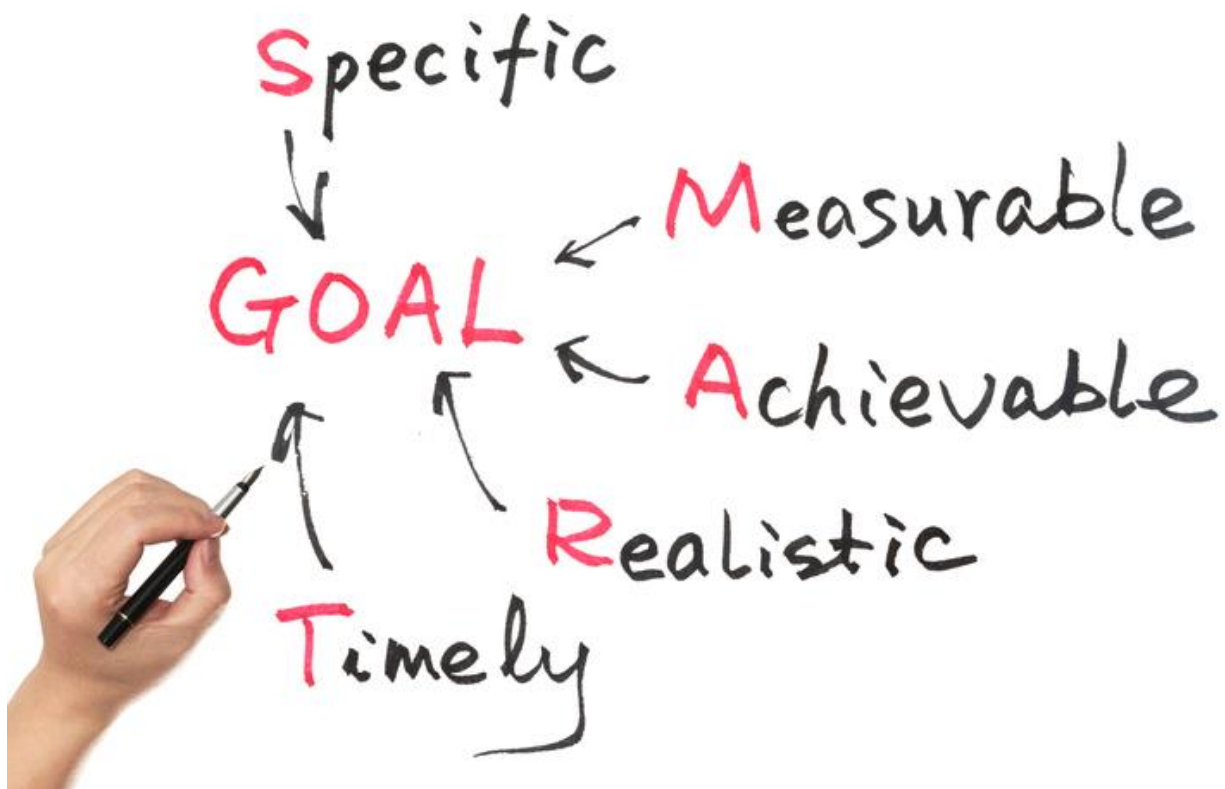 Specific
Measurable
GOAL
Achievable
Realistic
Timely